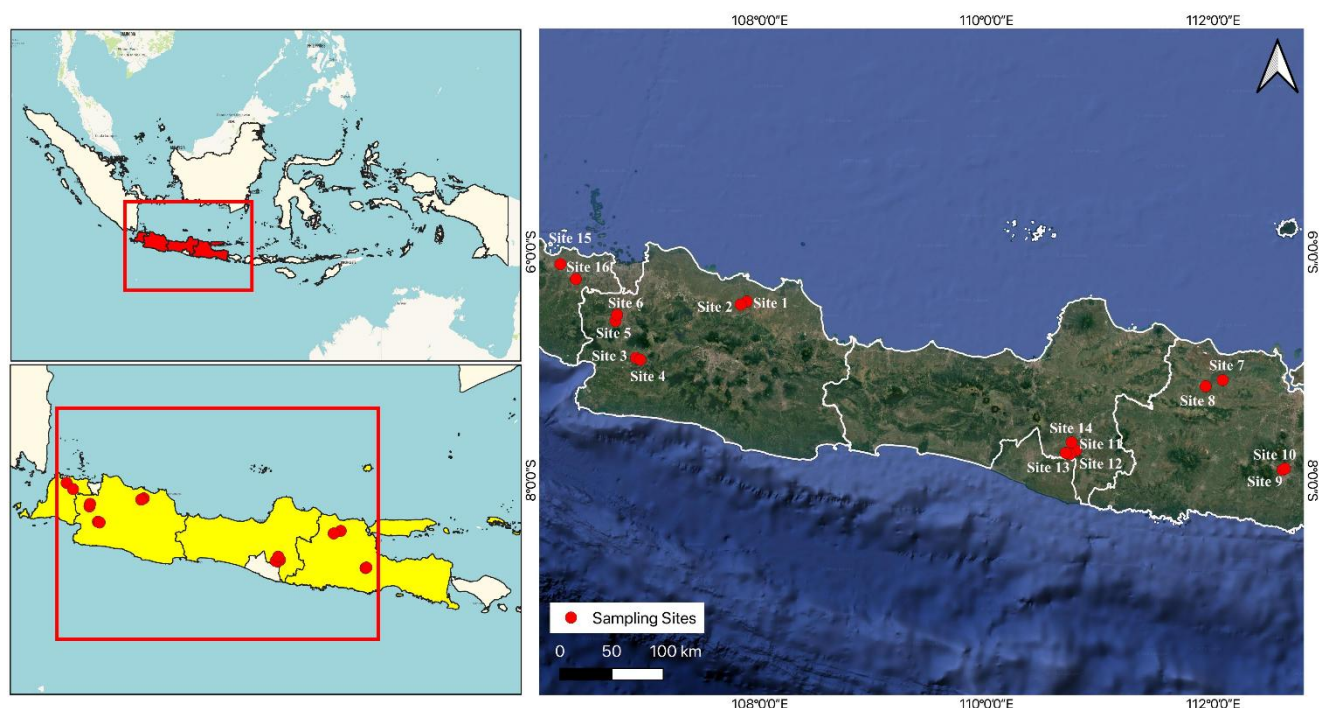 108°0'0"E
110°0'0"E
112°0'0"E
6°0'0"S
6°0'0"S
Site 15
Site 16
Site 6
Site 5
Site 2
Site 1
Site 3
Site 4
Site 7
Site 8
Site 14
Site 11
Site 13
Site 12
Site 10
Site 9
8°0'0"S
8°0'0"S
Sampling Sites
0 50 100 km
108°0'0"E
110°0'0"E
112°0'0"E